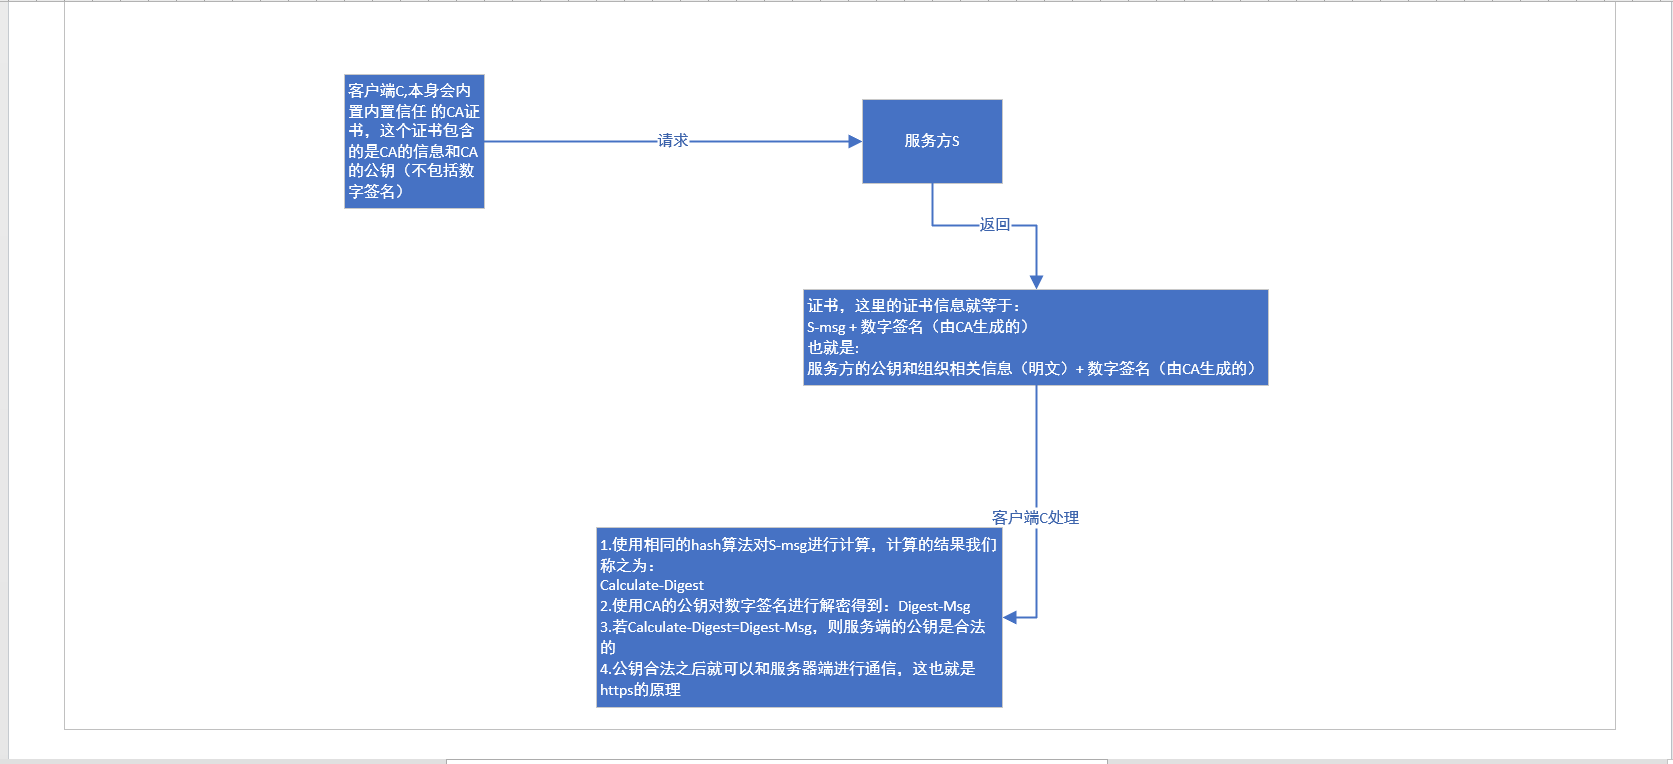 客户端C,本身会内
置内置信任 的CA证
书，这个证书包含
的是CA的信息和CA
的公钥（不包括数
字签名）
请求
服务方S
返回
证书，这里的证书信息就等于：
S-msg + 数字签名（由CA生成的）
也就是:
服务方的公钥和组织相关信息（明文）+ 数字签名（由CA生成的）
客户端C处理
1.使用相同的hash算法对S-msg进行计算，计算的结果我们
称之为：
Calculate-Digest
2.使用CA的公钥对数字签名进行解密得到：Digest-Msg
3.若Calculate-Digest=Digest-Msg，则服务端的公钥是合法
的
4.公钥合法之后就可以和服务器端进行通信，这也就是
https的原理